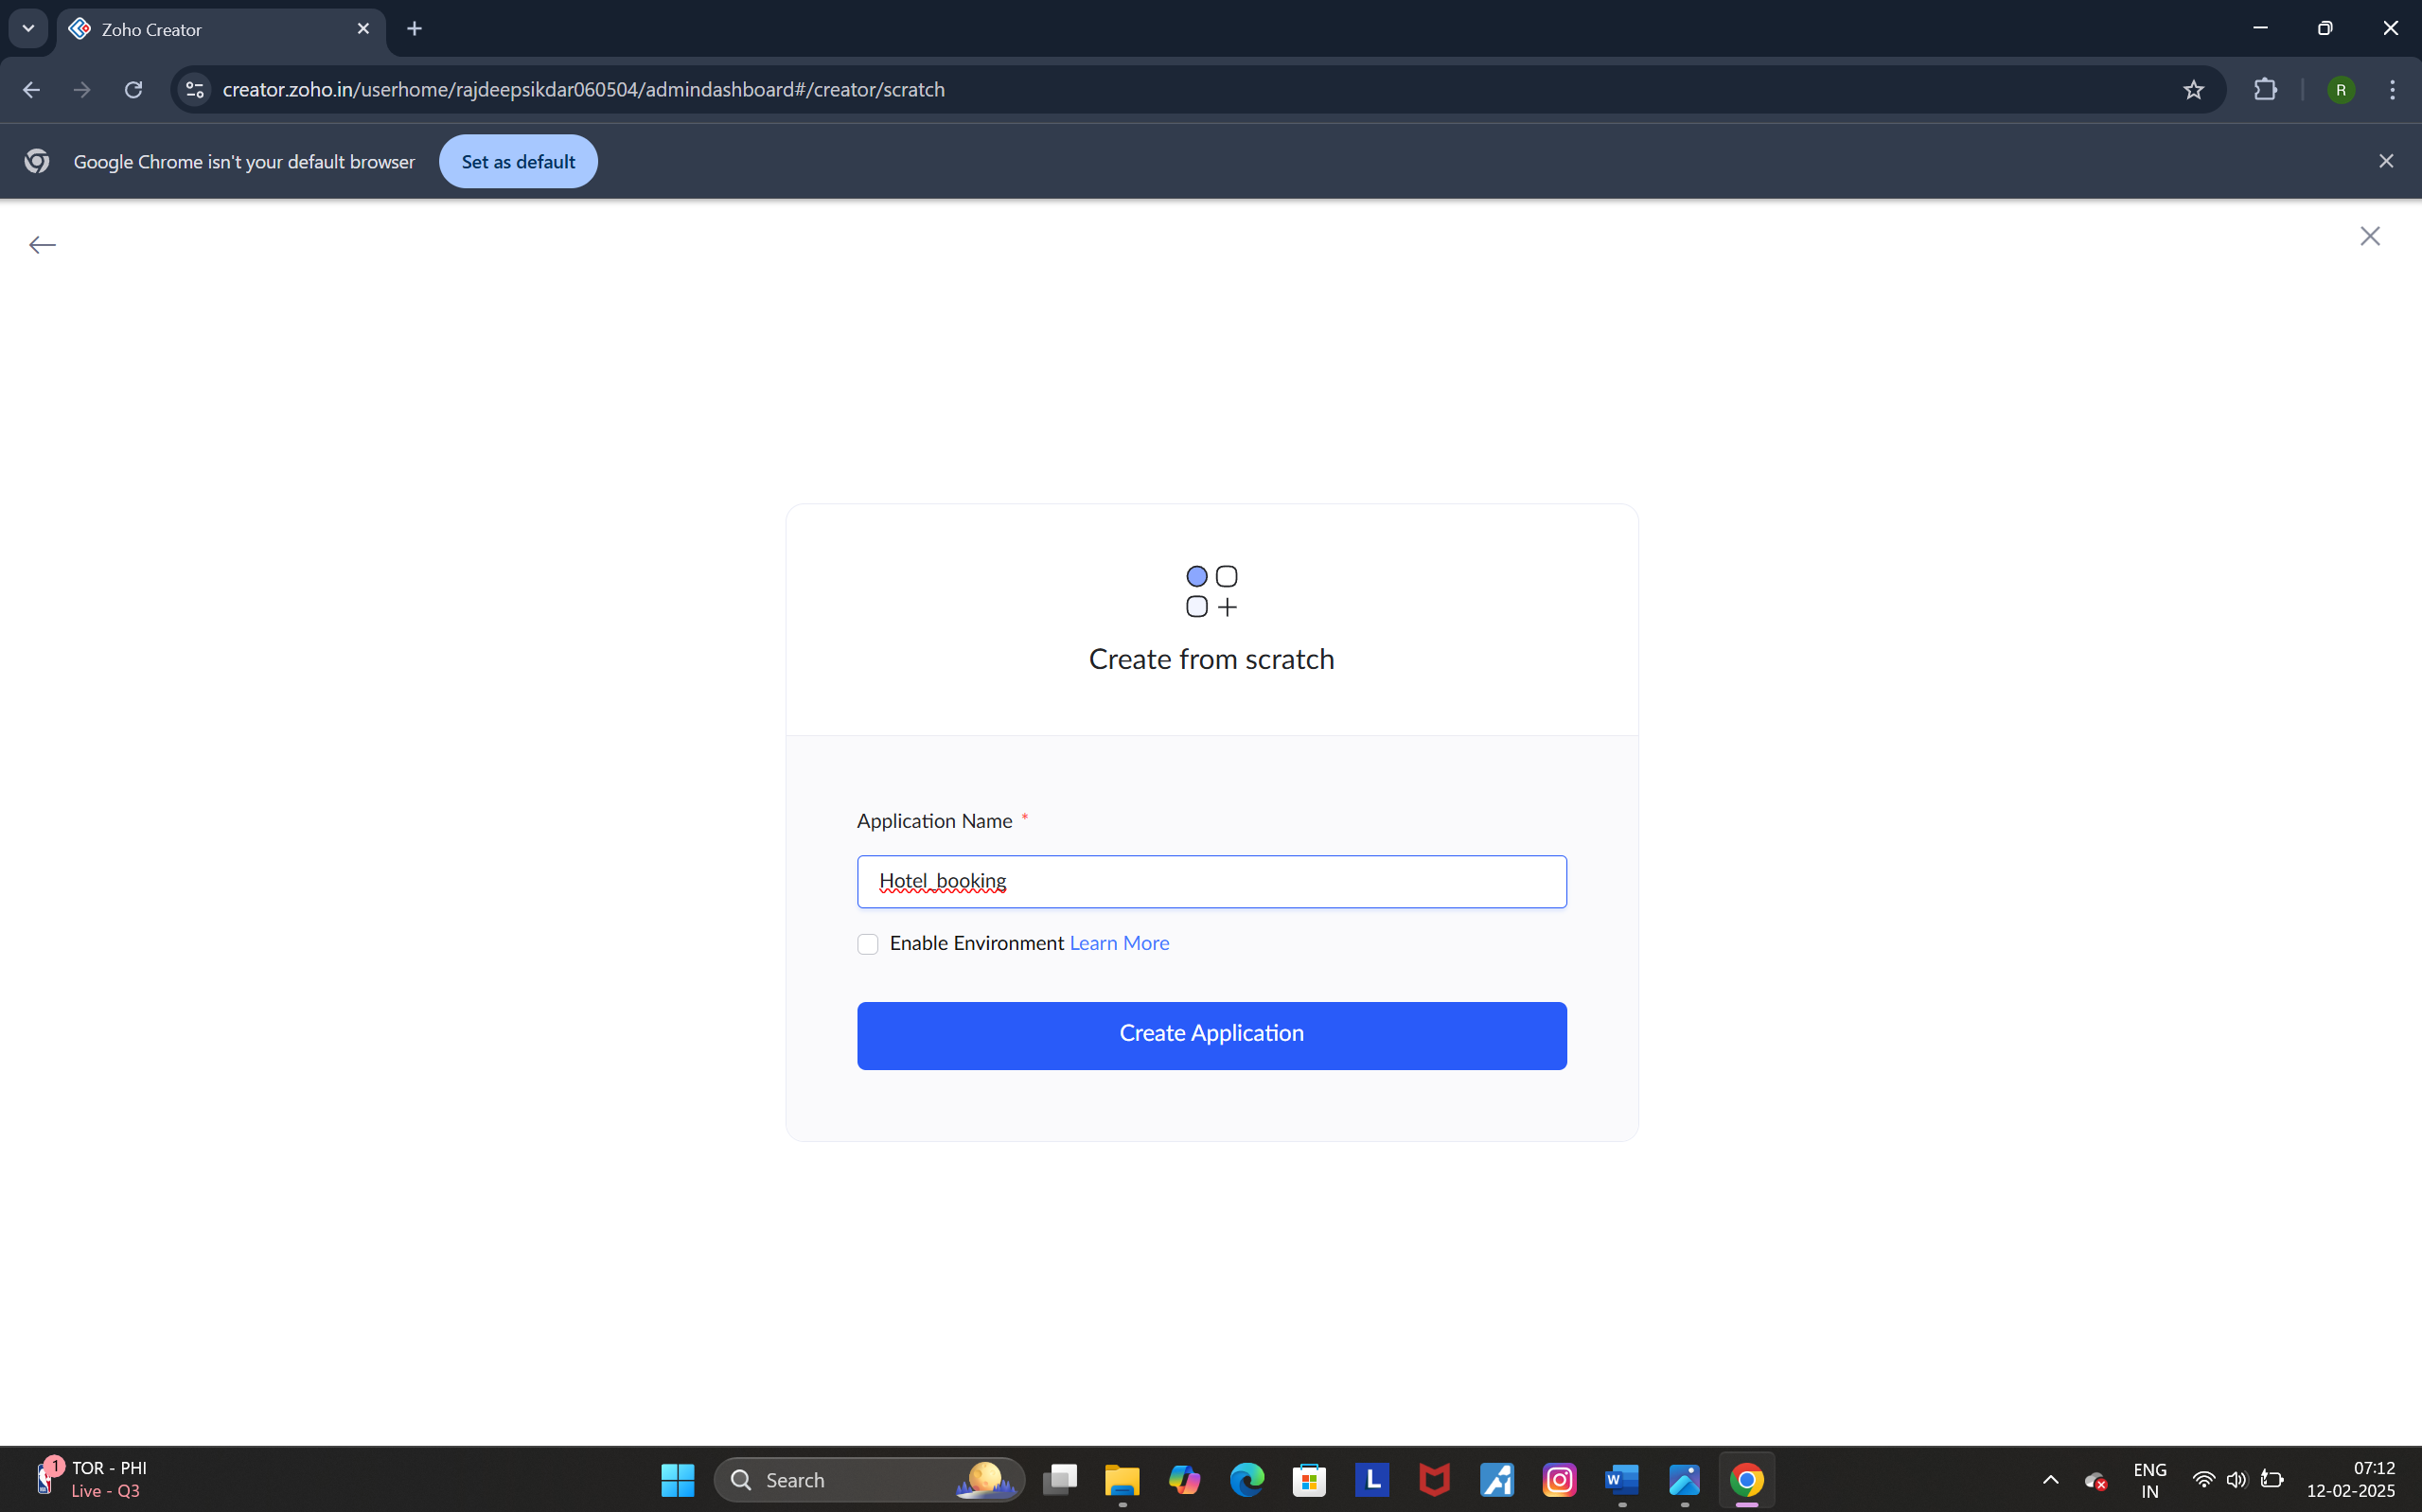 Zoho Creator
creator.zoho.in/userhome/rajdeepsikdar060504/admindashboard#/creator/scratch
R
Google Chrome isn't your default browser
Set as default
Create from scratch
Application Name *
Hotel_booking
Enable Environment Learn More
Create Application
1
TOR - PHI
Live - Q3
Search
L
W
ENG
IN
07:12
12-02-2025